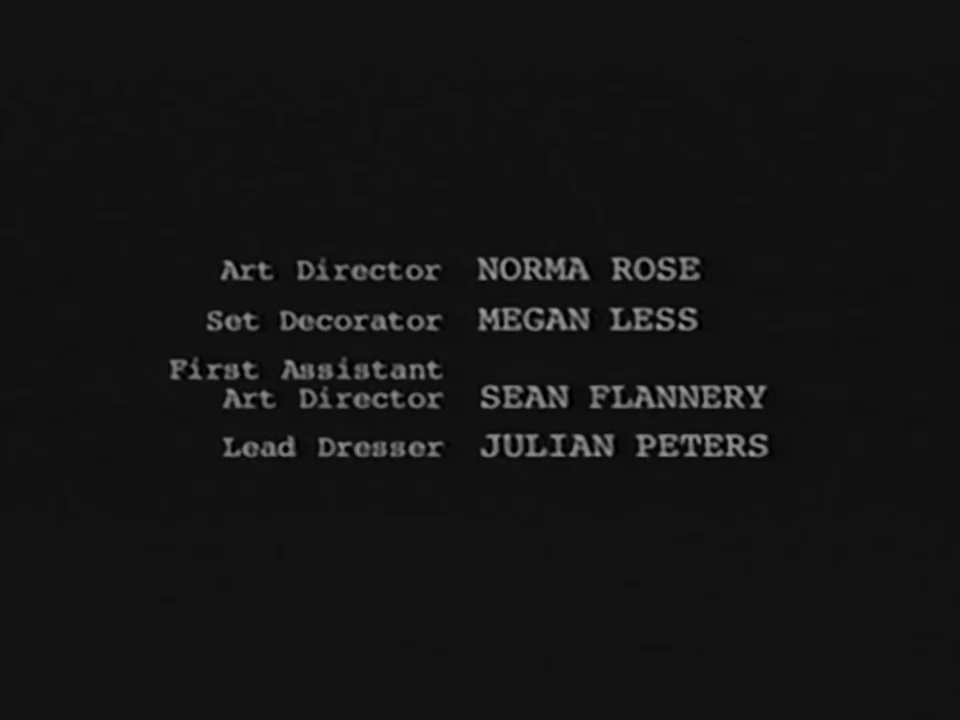 Art Director NORMA ROSE
Set Decorator MEGAN LESS
First Assistant
Art Director SEAN FLANNERY
Lead Dresser JULIAN PETERS